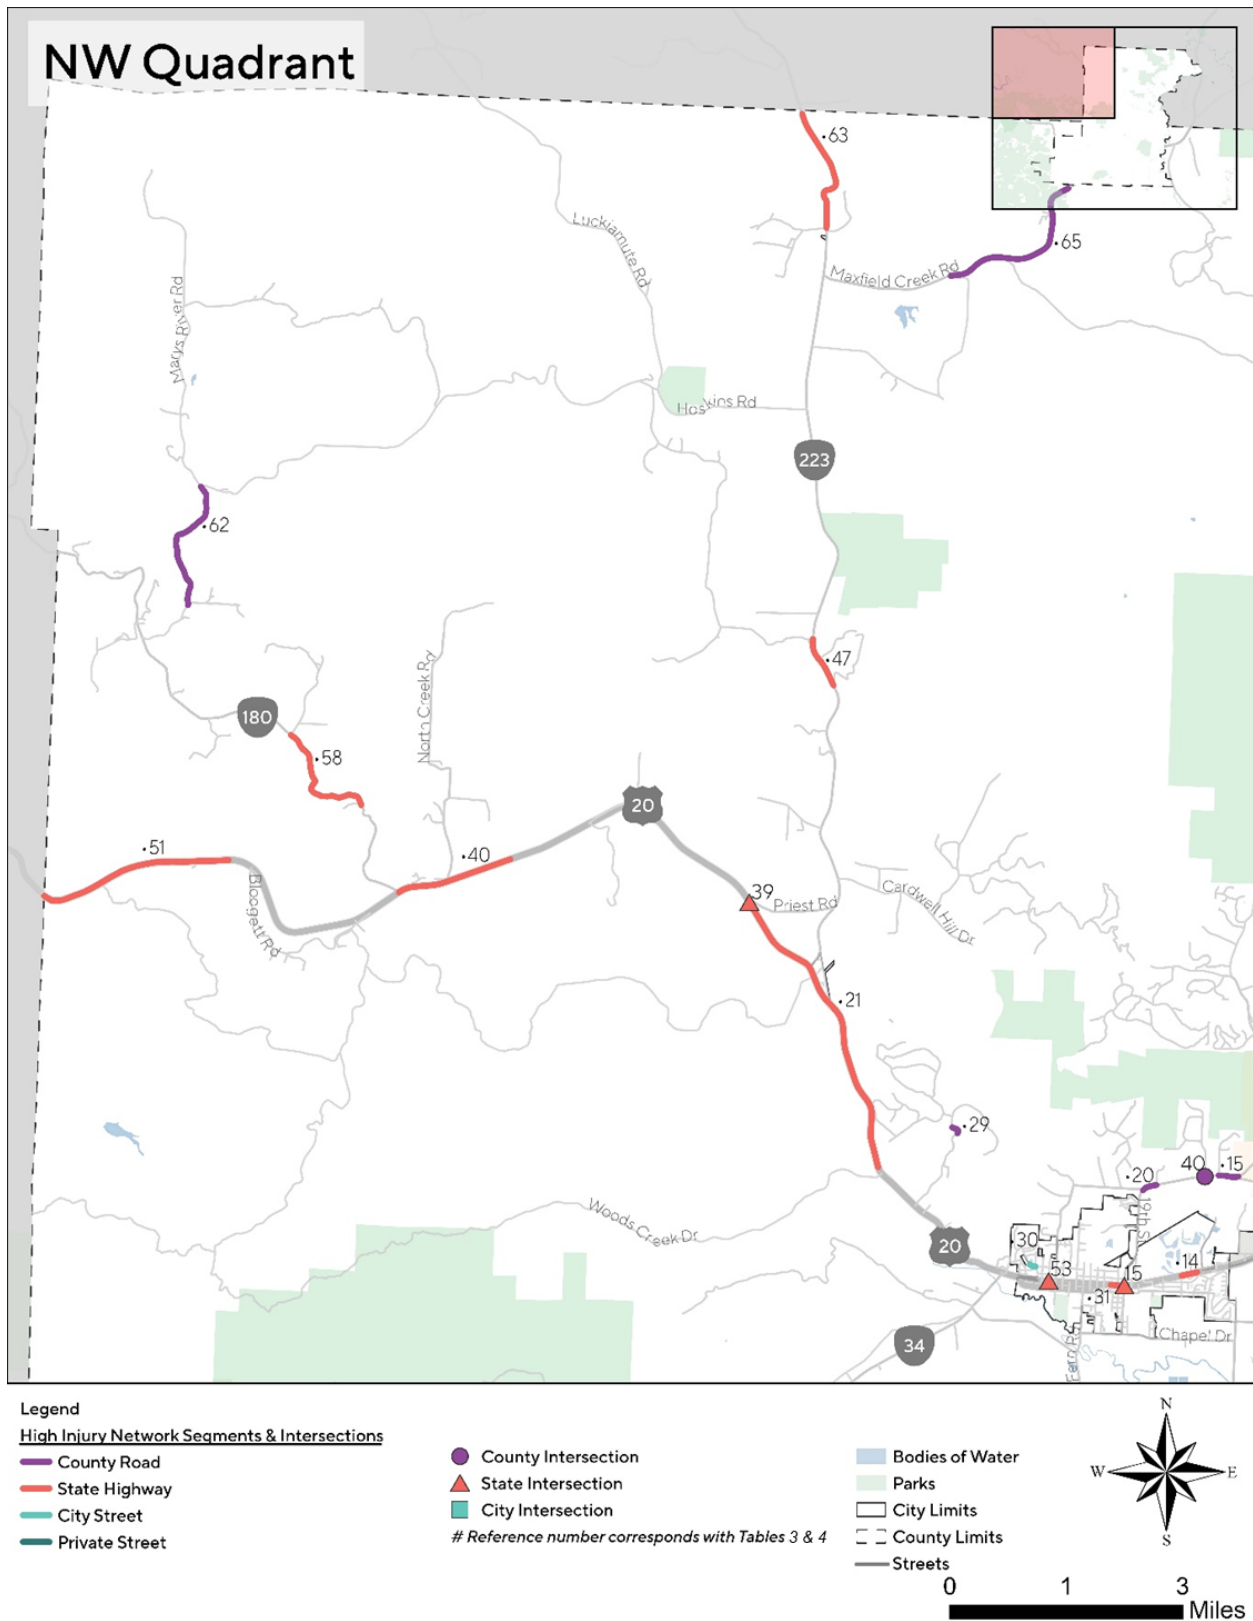 NW Quadrant
63
Luckiamute Rd
65
Maxfield Creek Rd
Marys River Rd
Hoskins Rd
223
62
47
North Creek Rd
180
58
20
51
40
39
Blodgett Rd
Priest Rd
Cardwell Hill Dr
21
29
40
15
20
19th St
Woods Creek Dr
20
30
53
15
14
31
34
Fern Rd
Chapel Dr
Legend
High Injury Network Segments & Intersections
County Road
State Highway
City Street
Private Street
County Intersection
State Intersection
City Intersection
# Reference number corresponds with Tables 3 & 4
Bodies of Water
Parks
City Limits
County Limits
Streets
N
W
E
S
0 1 3
Miles